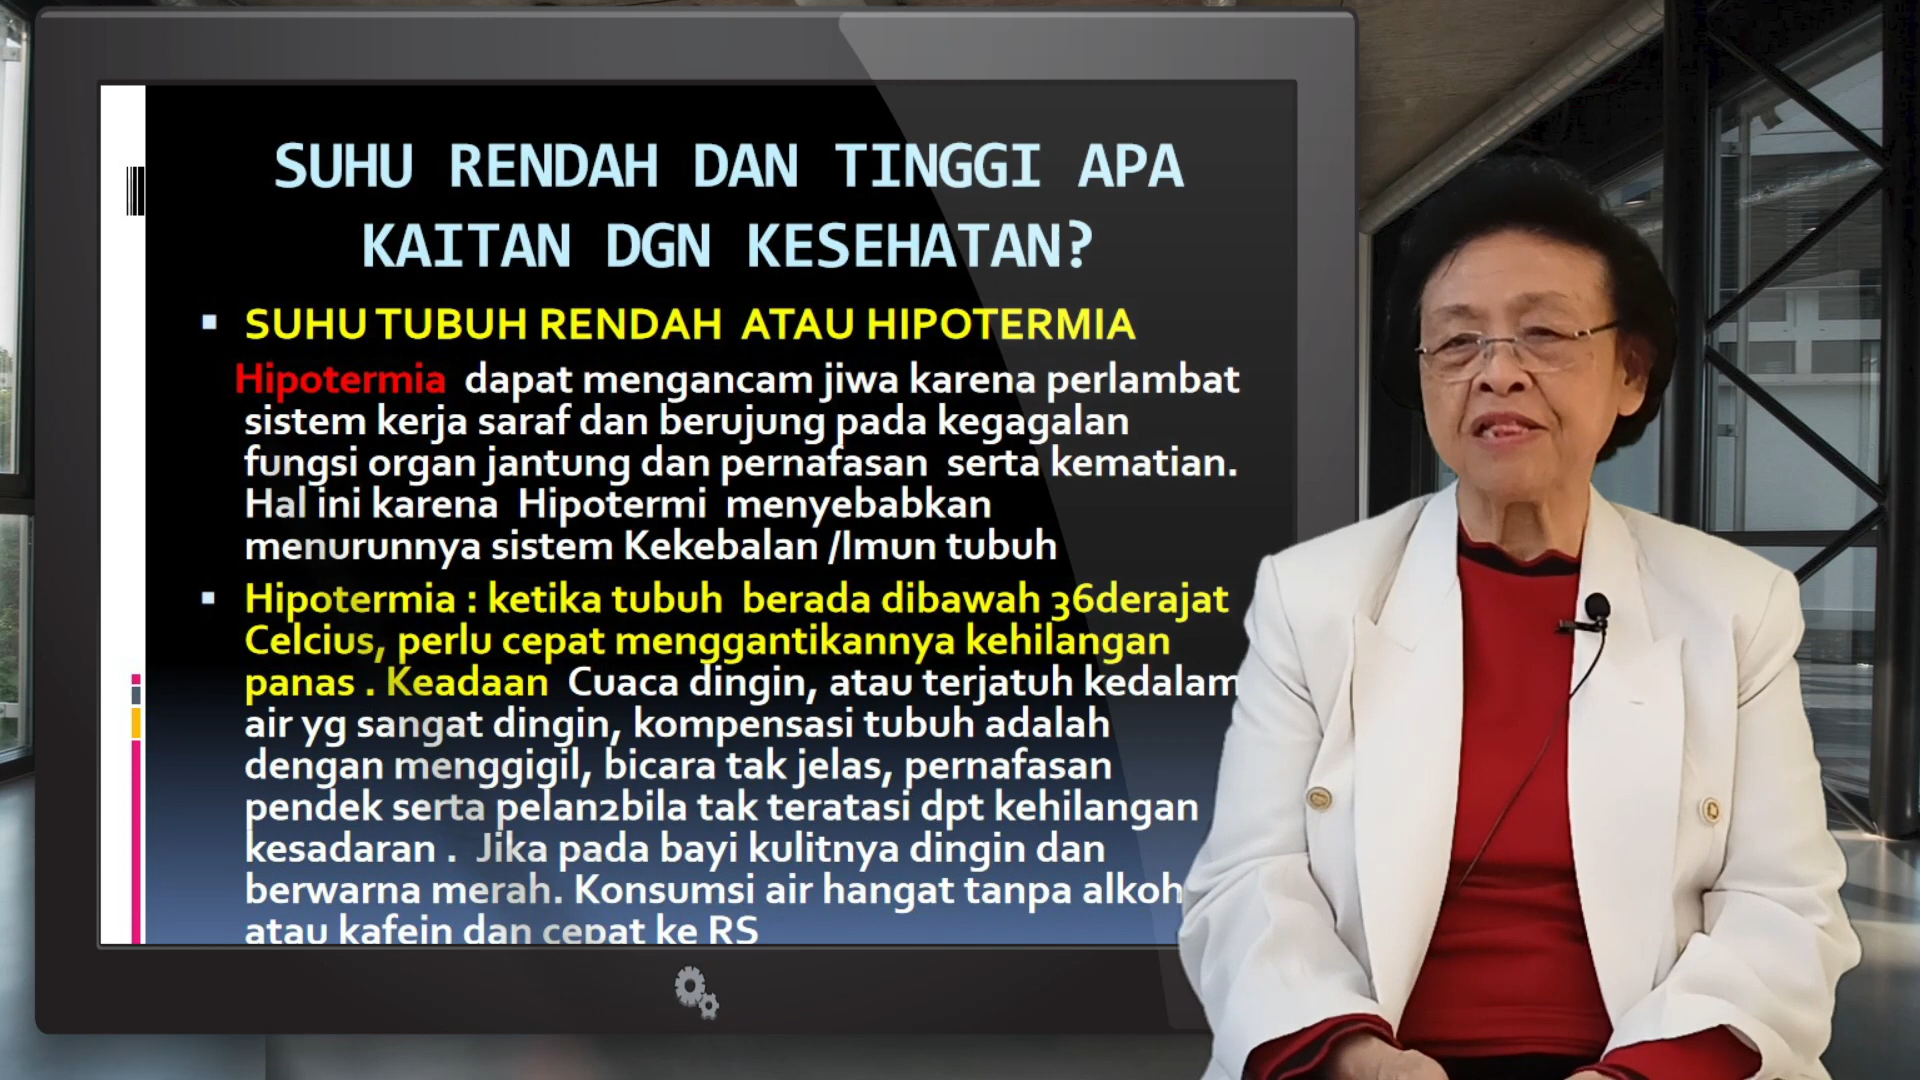 SUHU RENDAH DAN TINGGI APA
KAITAN DGN KESEHATAN?
SUHU TUBUH RENDAH ATAU HIPOTERMIA
Hipotermia dapat mengancam jiwa karena perlambat
sistem kerja saraf dan berujung pada kegagalan
fungsi organ jantung dan pernafasan serta kematian.
Hal ini karena Hipotermi menyebabkan
menurunnya sistem Kekebalan /Imun tubuh
Hipotermia : ketika tubuh berada dibawah 36derajat
Celcius, perlu cepat menggantikannya kehilangan
panas . Keadaan Cuaca dingin, atau terjatuh kedalam
air yg sangat dingin, kompensasi tubuh adalah
dengan menggigil, bicara tak jelas, pernafasan
pendek serta pelan2bila tak teratasi dpt kehilangan
kesadaran . Jika pada bayi kulitnya dingin dan
berwarna merah. Konsumsi air hangat tanpa
atau kafein dan cepat ke RS